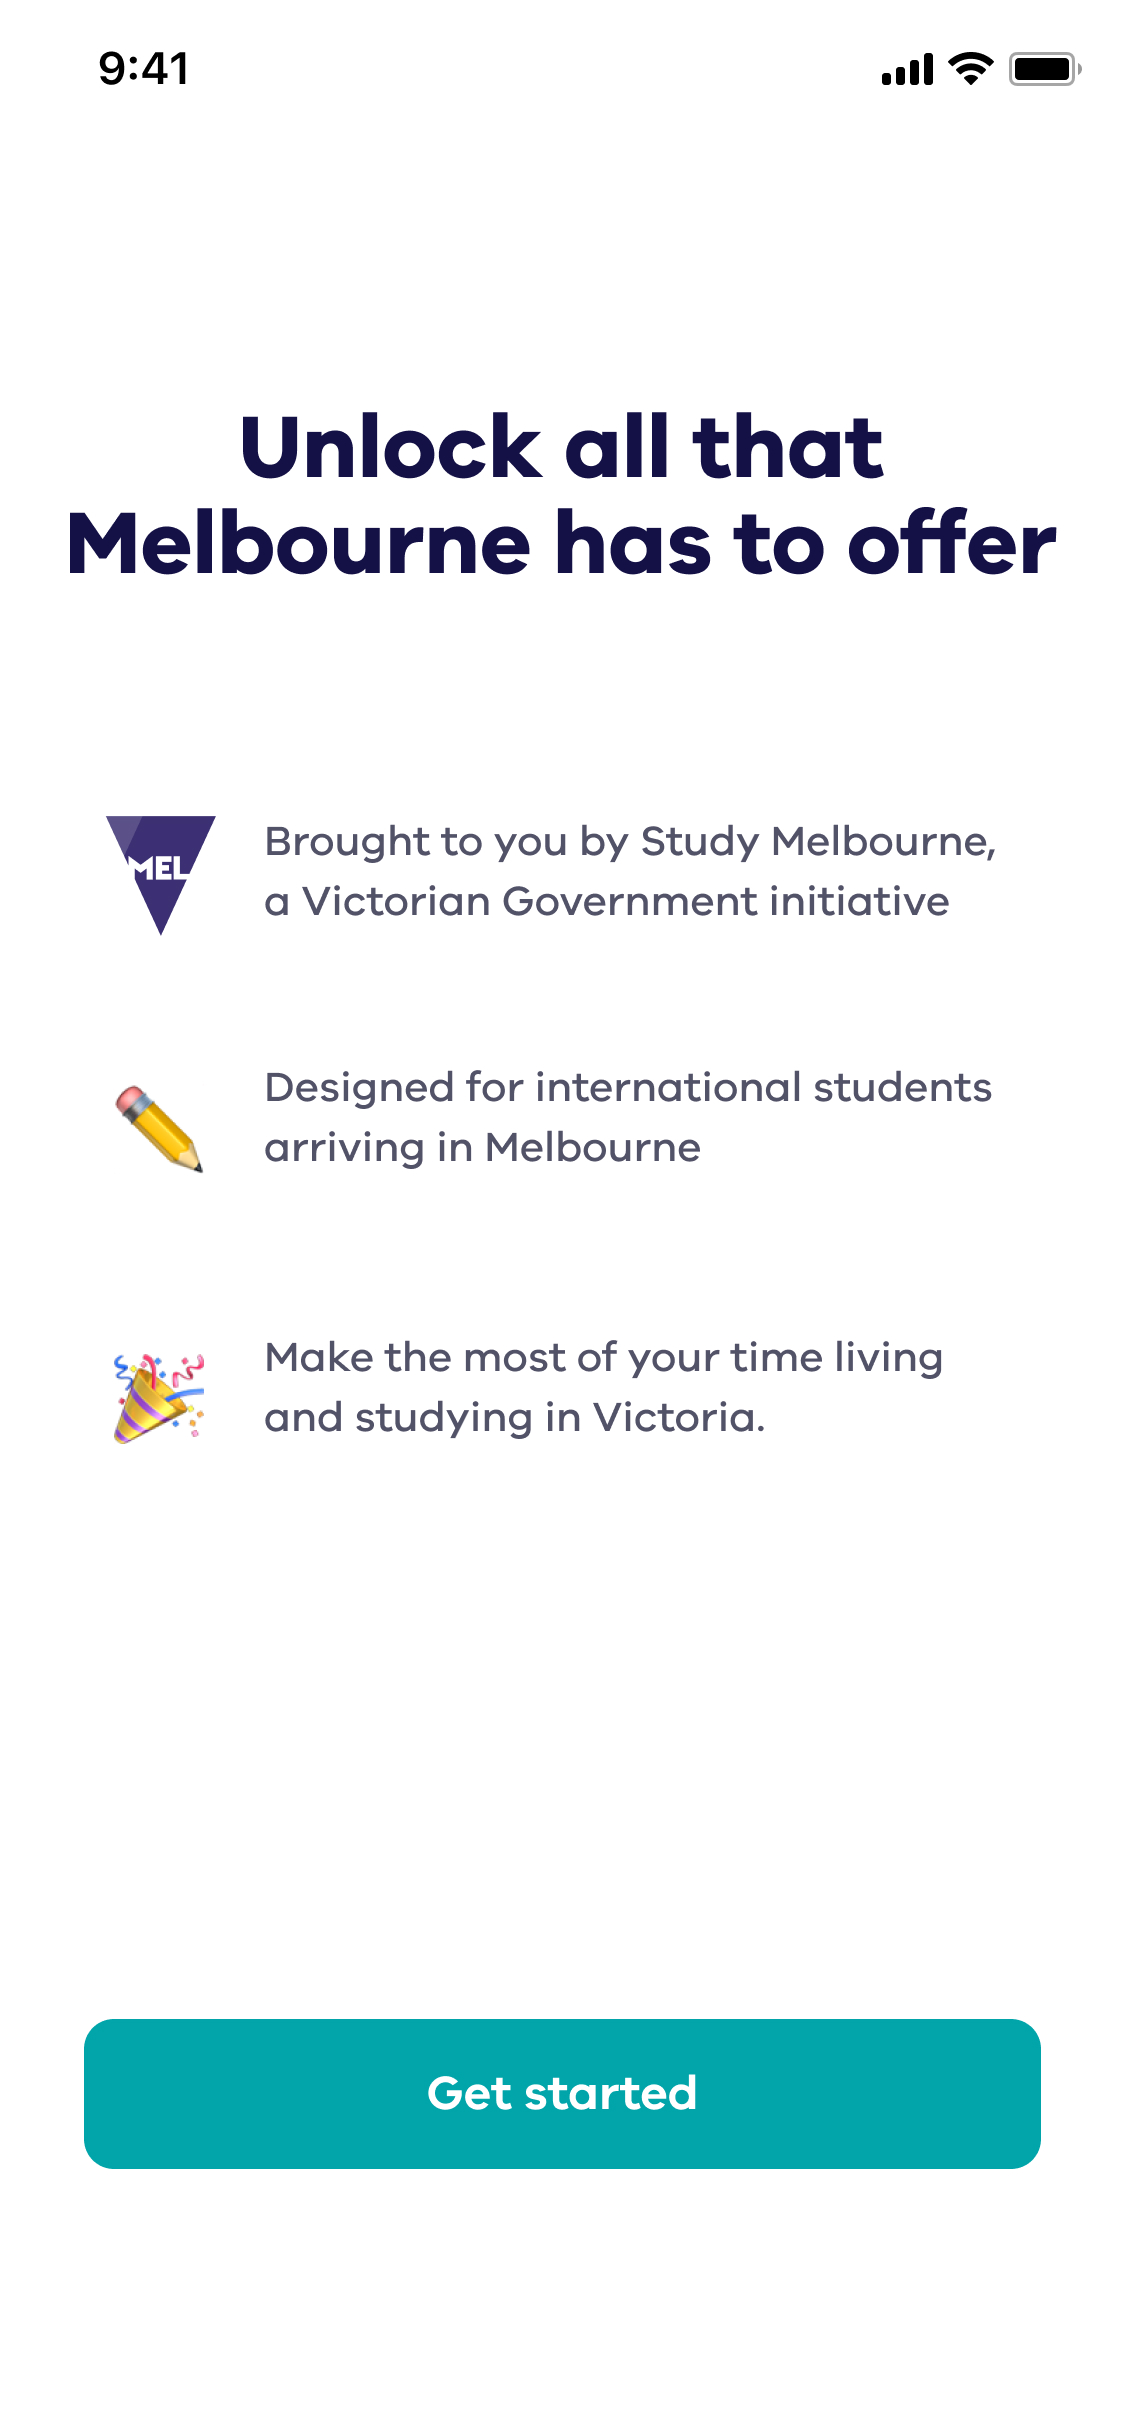 9:41
Unlock all that
Melbourne has to offer
MEL
Brought to you by Study Melbourne,
a Victorian Government initiative
Designed for international students
arriving in Melbourne
Make the most of your time living
and studying in Victoria.
Get started